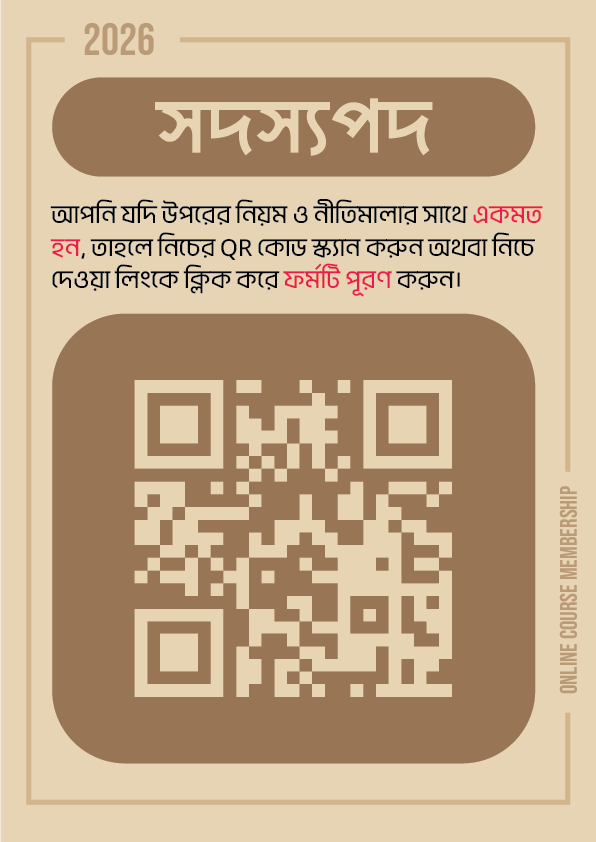 2026
সদস্যপদ
আপনি যদি উপরের নিয়ম ও নীতিমালার সাথে একমত
হন, তাহলে নিচের QR কোড স্ক্যান করুন অথবা নিচে
দেওয়া লিংকে ক্লিক করে ফর্মটি পূরণ করুন।
ONLINE COURSE MEMBERSHIP